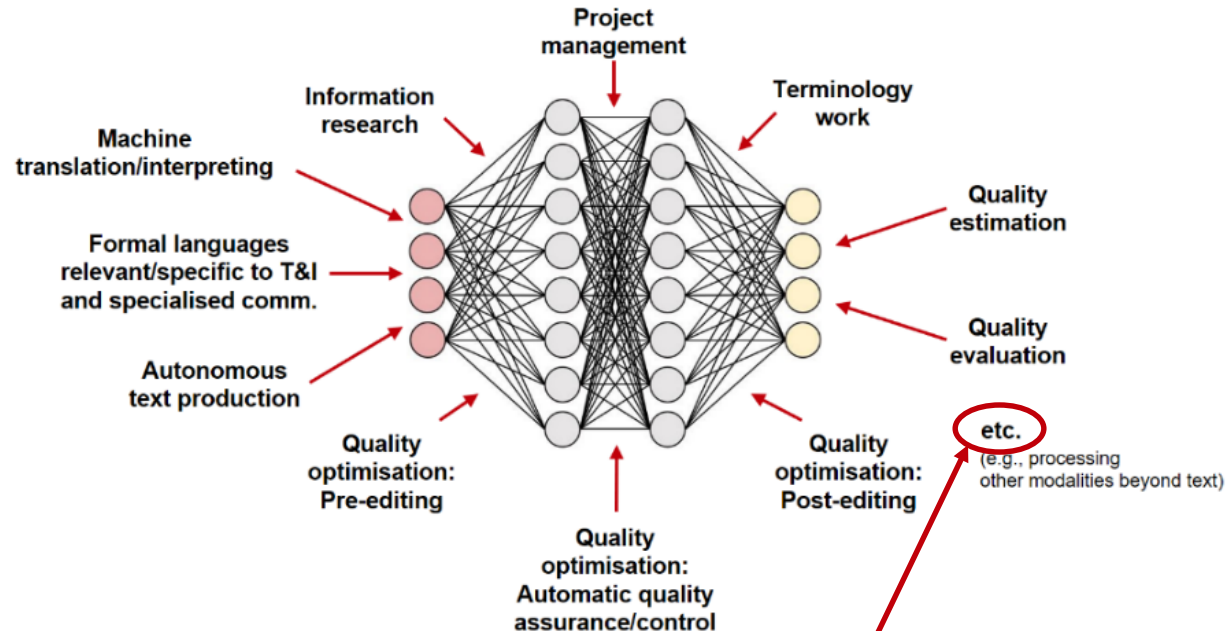 Project
management
Information
research
Terminology
work
Machine
translation/interpreting
Quality
estimation
Formal languages
relevant/specific to T&I
and specialised comm.
Quality
evaluation
Autonomous
text production
etc.
(e.g., processing
other modalities beyond text)
Quality
optimisation:
Pre-editing
Quality
optimisation:
Post-editing
Quality
optimisation:
Automatic quality
assurance/control